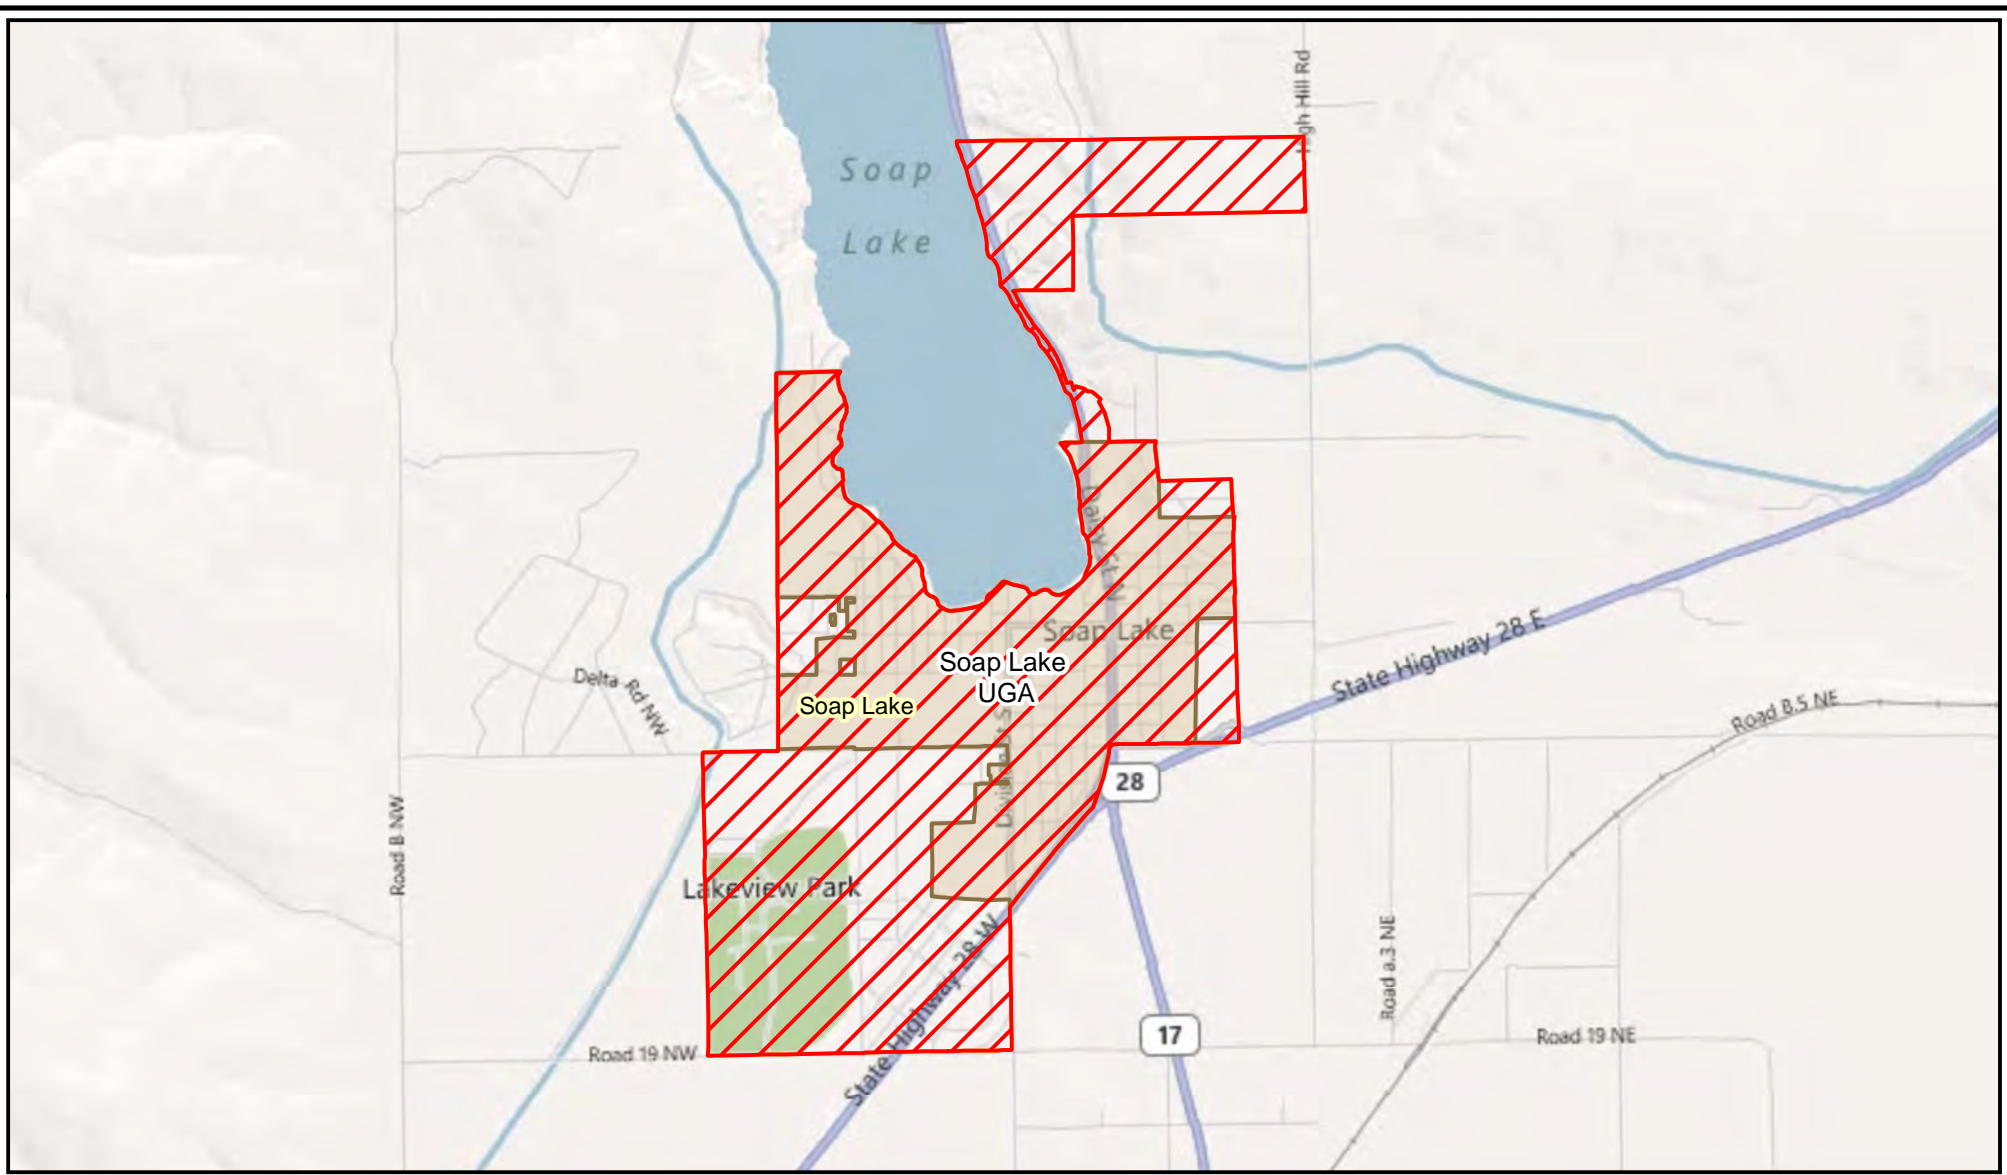 High Hill Rd
Soap
Lake
Daisy St N
Soap Lake
Soap Lake
UGA
Soap Lake
State Highway 28 E
Delta Rd NW
Road 8.5 NE
Division St S
28
Road B NW
Lakeview Park
State Highway 28 W
Road a.3 NE
17
Road 19 NW
Road 19 NE